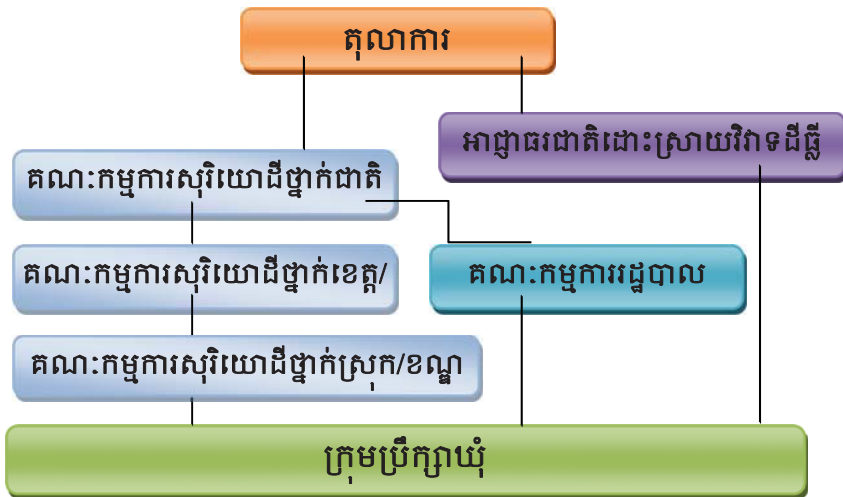 តុលាការ
អាជ្ញាធរជាតិដោះស្រាយវិវាទដីធ្លី
គណៈកម្មការសុរិយោដីថ្នាក់ជាតិ
គណៈកម្មការសុរិយោដីថ្នាក់ខេត្ត/
គណៈកម្មការរដ្ឋបាល
គណៈកម្មការសុរិយោដីថ្នាក់ស្រុក/ខណ្ឌ
ក្រុមប្រឹក្សាឃុំ